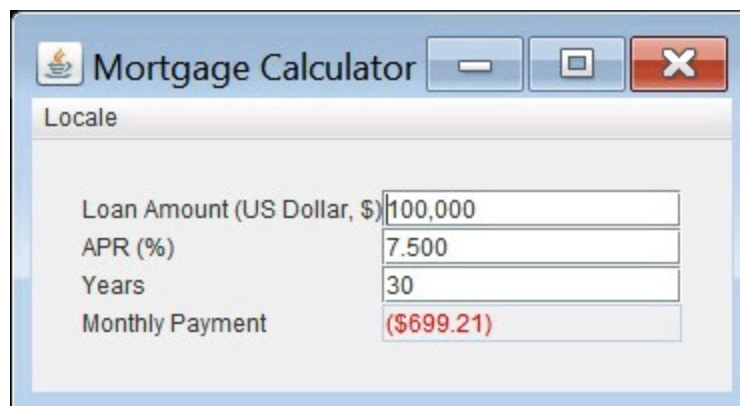 Mortgage Calculator
Locale
Loan Amount (US Dollar, $) 100,000
APR (%) 7.500
Years 30
Monthly Payment ($699.21)